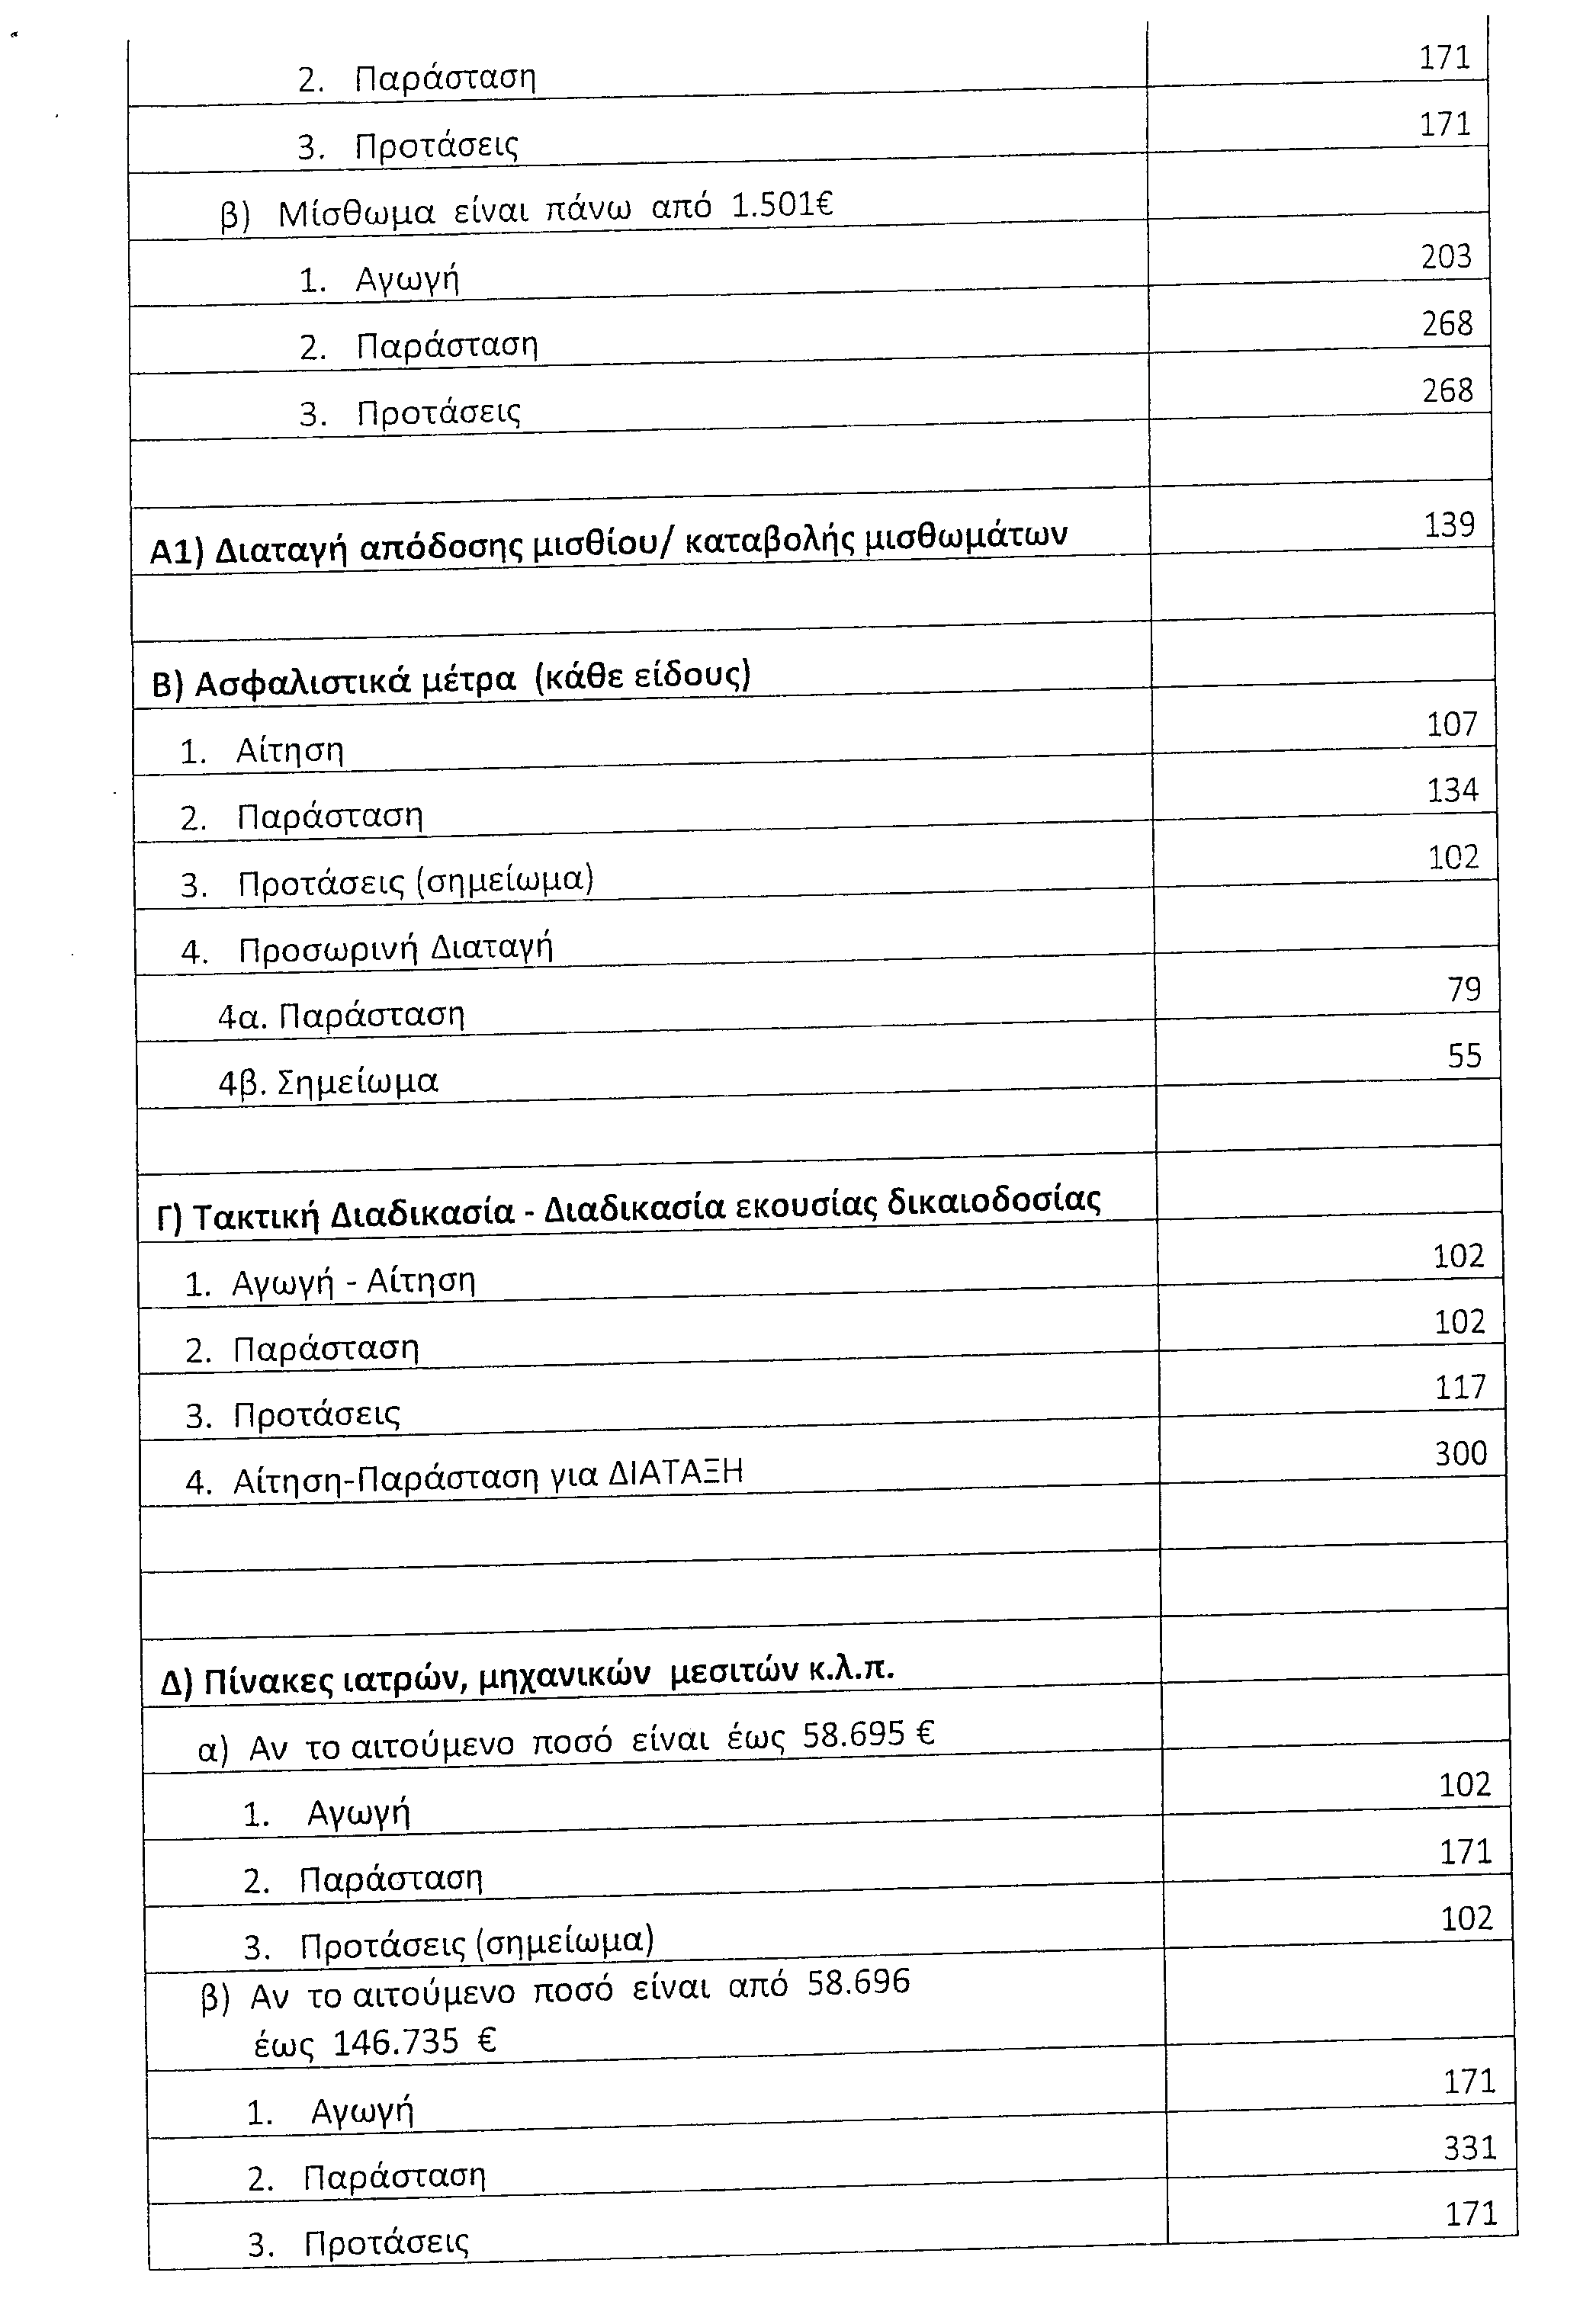 2. Παράσταση 171
3. Προτάσεις 171
β) Μίσθωμα είναι πάνω από 1.501€
1. Αγωγή 203
2. Παράσταση 268
3. Προτάσεις 268
Α1) Διαταγή απόδοσης μισθίου/ καταβολής μισθωμάτων 139
Β) Ασφαλιστικά μέτρα (κάθε είδους)
1. Αίτηση 107
2. Παράσταση 134
3. Προτάσεις (σημείωμα) 102
4. Προσωρινή Διαταγή
4α. Παράσταση 79
4β. Σημείωμα 55
Γ) Τακτική Διαδικασία - Διαδικασία εκουσίας δικαιοδοσίας
1. Αγωγή - Αίτηση 102
2. Παράσταση 102
3. Προτάσεις 117
4. Αίτηση-Παράσταση για ΔΙΑΤΑΞΗ 300
Δ) Πίνακες ιατρών, μηχανικών μεσιτών κ.λ.π.
α) Αν το αιτούμενο ποσό είναι έως 58.695 €
1. Αγωγή 102
2. Παράσταση 171
3. Προτάσεις (σημείωμα) 102
β) Αν το αιτούμενο ποσό είναι από 58.696
έως 146.735 €
1. Αγωγή 171
2. Παράσταση 331
3. Προτάσεις 171